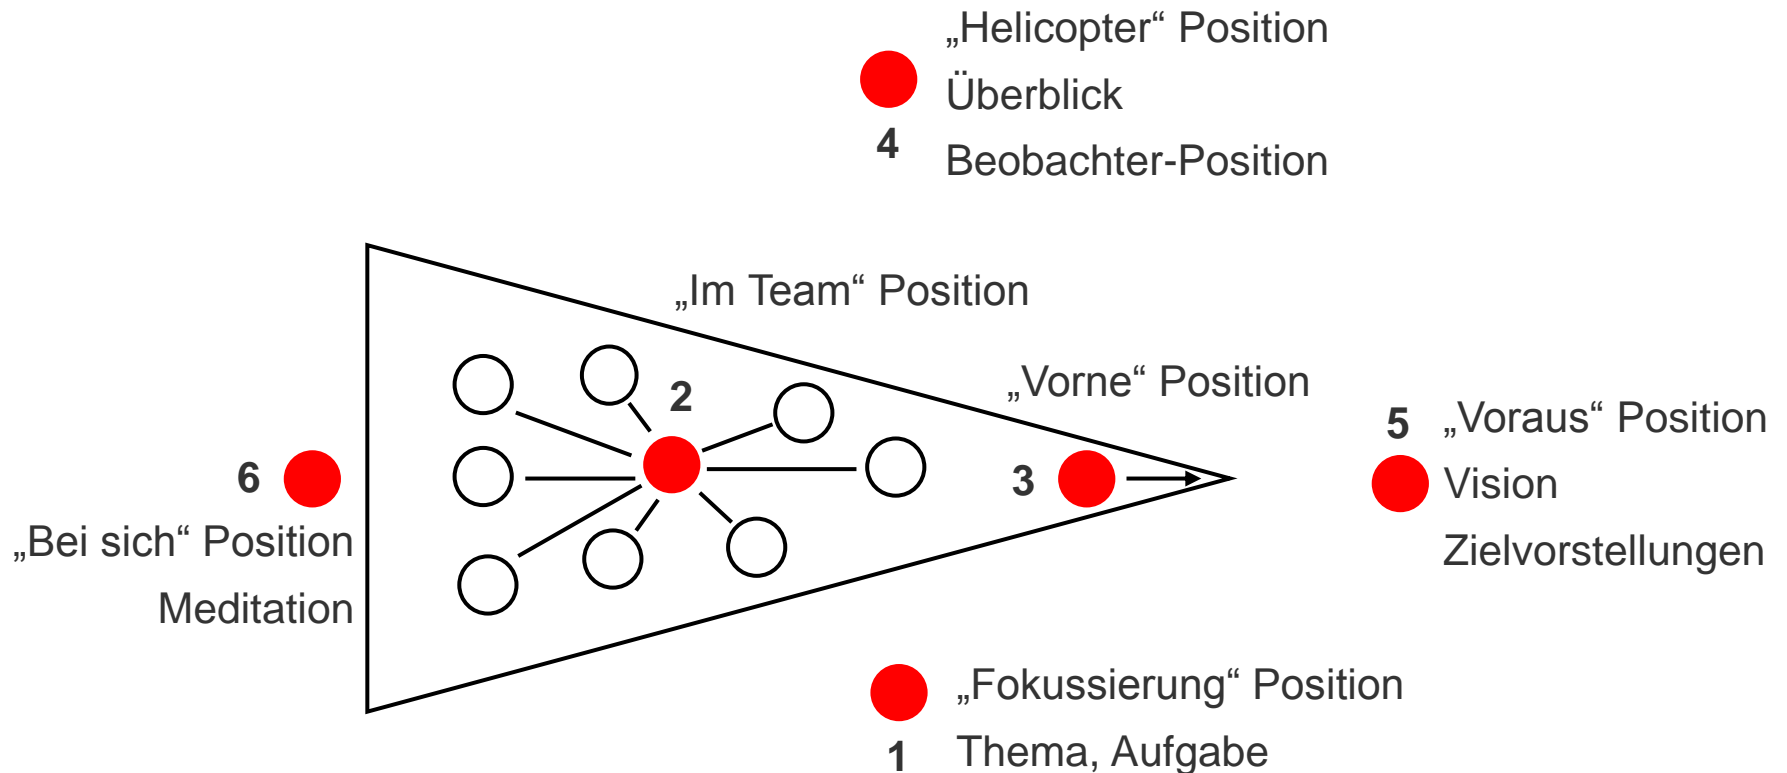 „Helicopter“ Position
Überblick
4
Beobachter-Position
„Im Team“ Position
„Vorne“ Position
2
5
„Voraus“ Position
6
3
Vision
„Bei sich“ Position
Zielvorstellungen
Meditation
„Fokussierung“ Position
1
Thema, Aufgabe